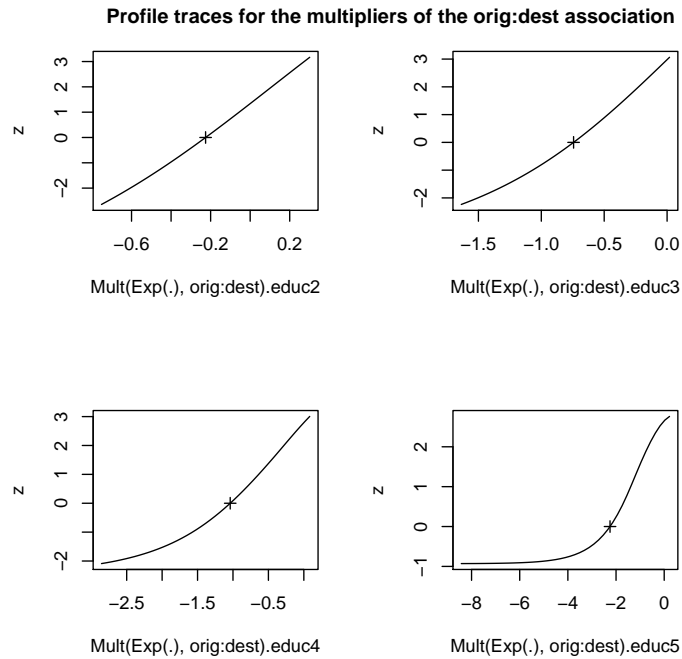 Profile traces for the multipliers of the orig:dest association
z
3
2
1
0
−2
−0.6 −0.2 0.2
Mult(Exp(.), orig:dest).educ2
z
3
2
1
0
−2
−1.5 −1.0 −0.5 0.0
Mult(Exp(.), orig:dest).educ3
z
3
2
1
0
−2
−2.5 −1.5 −0.5
Mult(Exp(.), orig:dest).educ4
z
2
1
0
−1
−8 −6 −4 −2 0
Mult(Exp(.), orig:dest).educ5